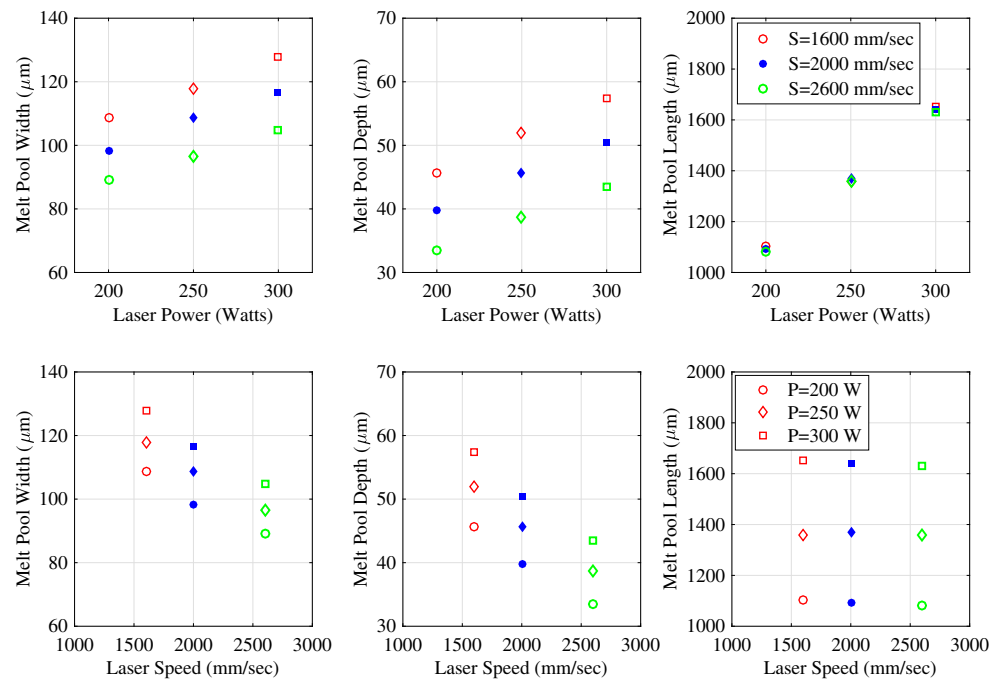 140
120
100
80
60
Melt Pool Width (μm)
200 250 300
Laser Power (Watts)
70
60
50
40
30
Melt Pool Depth (μm)
200 250 300
Laser Power (Watts)
2000
1800
1600
1400
1200
1000
Melt Pool Length (μm)
S=1600 mm/sec
S=2000 mm/sec
S=2600 mm/sec
200 250 300
Laser Power (Watts)
140
120
100
80
60
Melt Pool Width (μm)
1000 1500 2000 2500 3000
Laser Speed (mm/sec)
70
60
50
40
30
Melt Pool Depth (μm)
1000 1500 2000 2500 3000
Laser Speed (mm/sec)
2000
1800
1600
1400
1200
1000
Melt Pool Length (μm)
P=200 W
P=250 W
P=300 W
1000 1500 2000 2500 3000
Laser Speed (mm/sec)